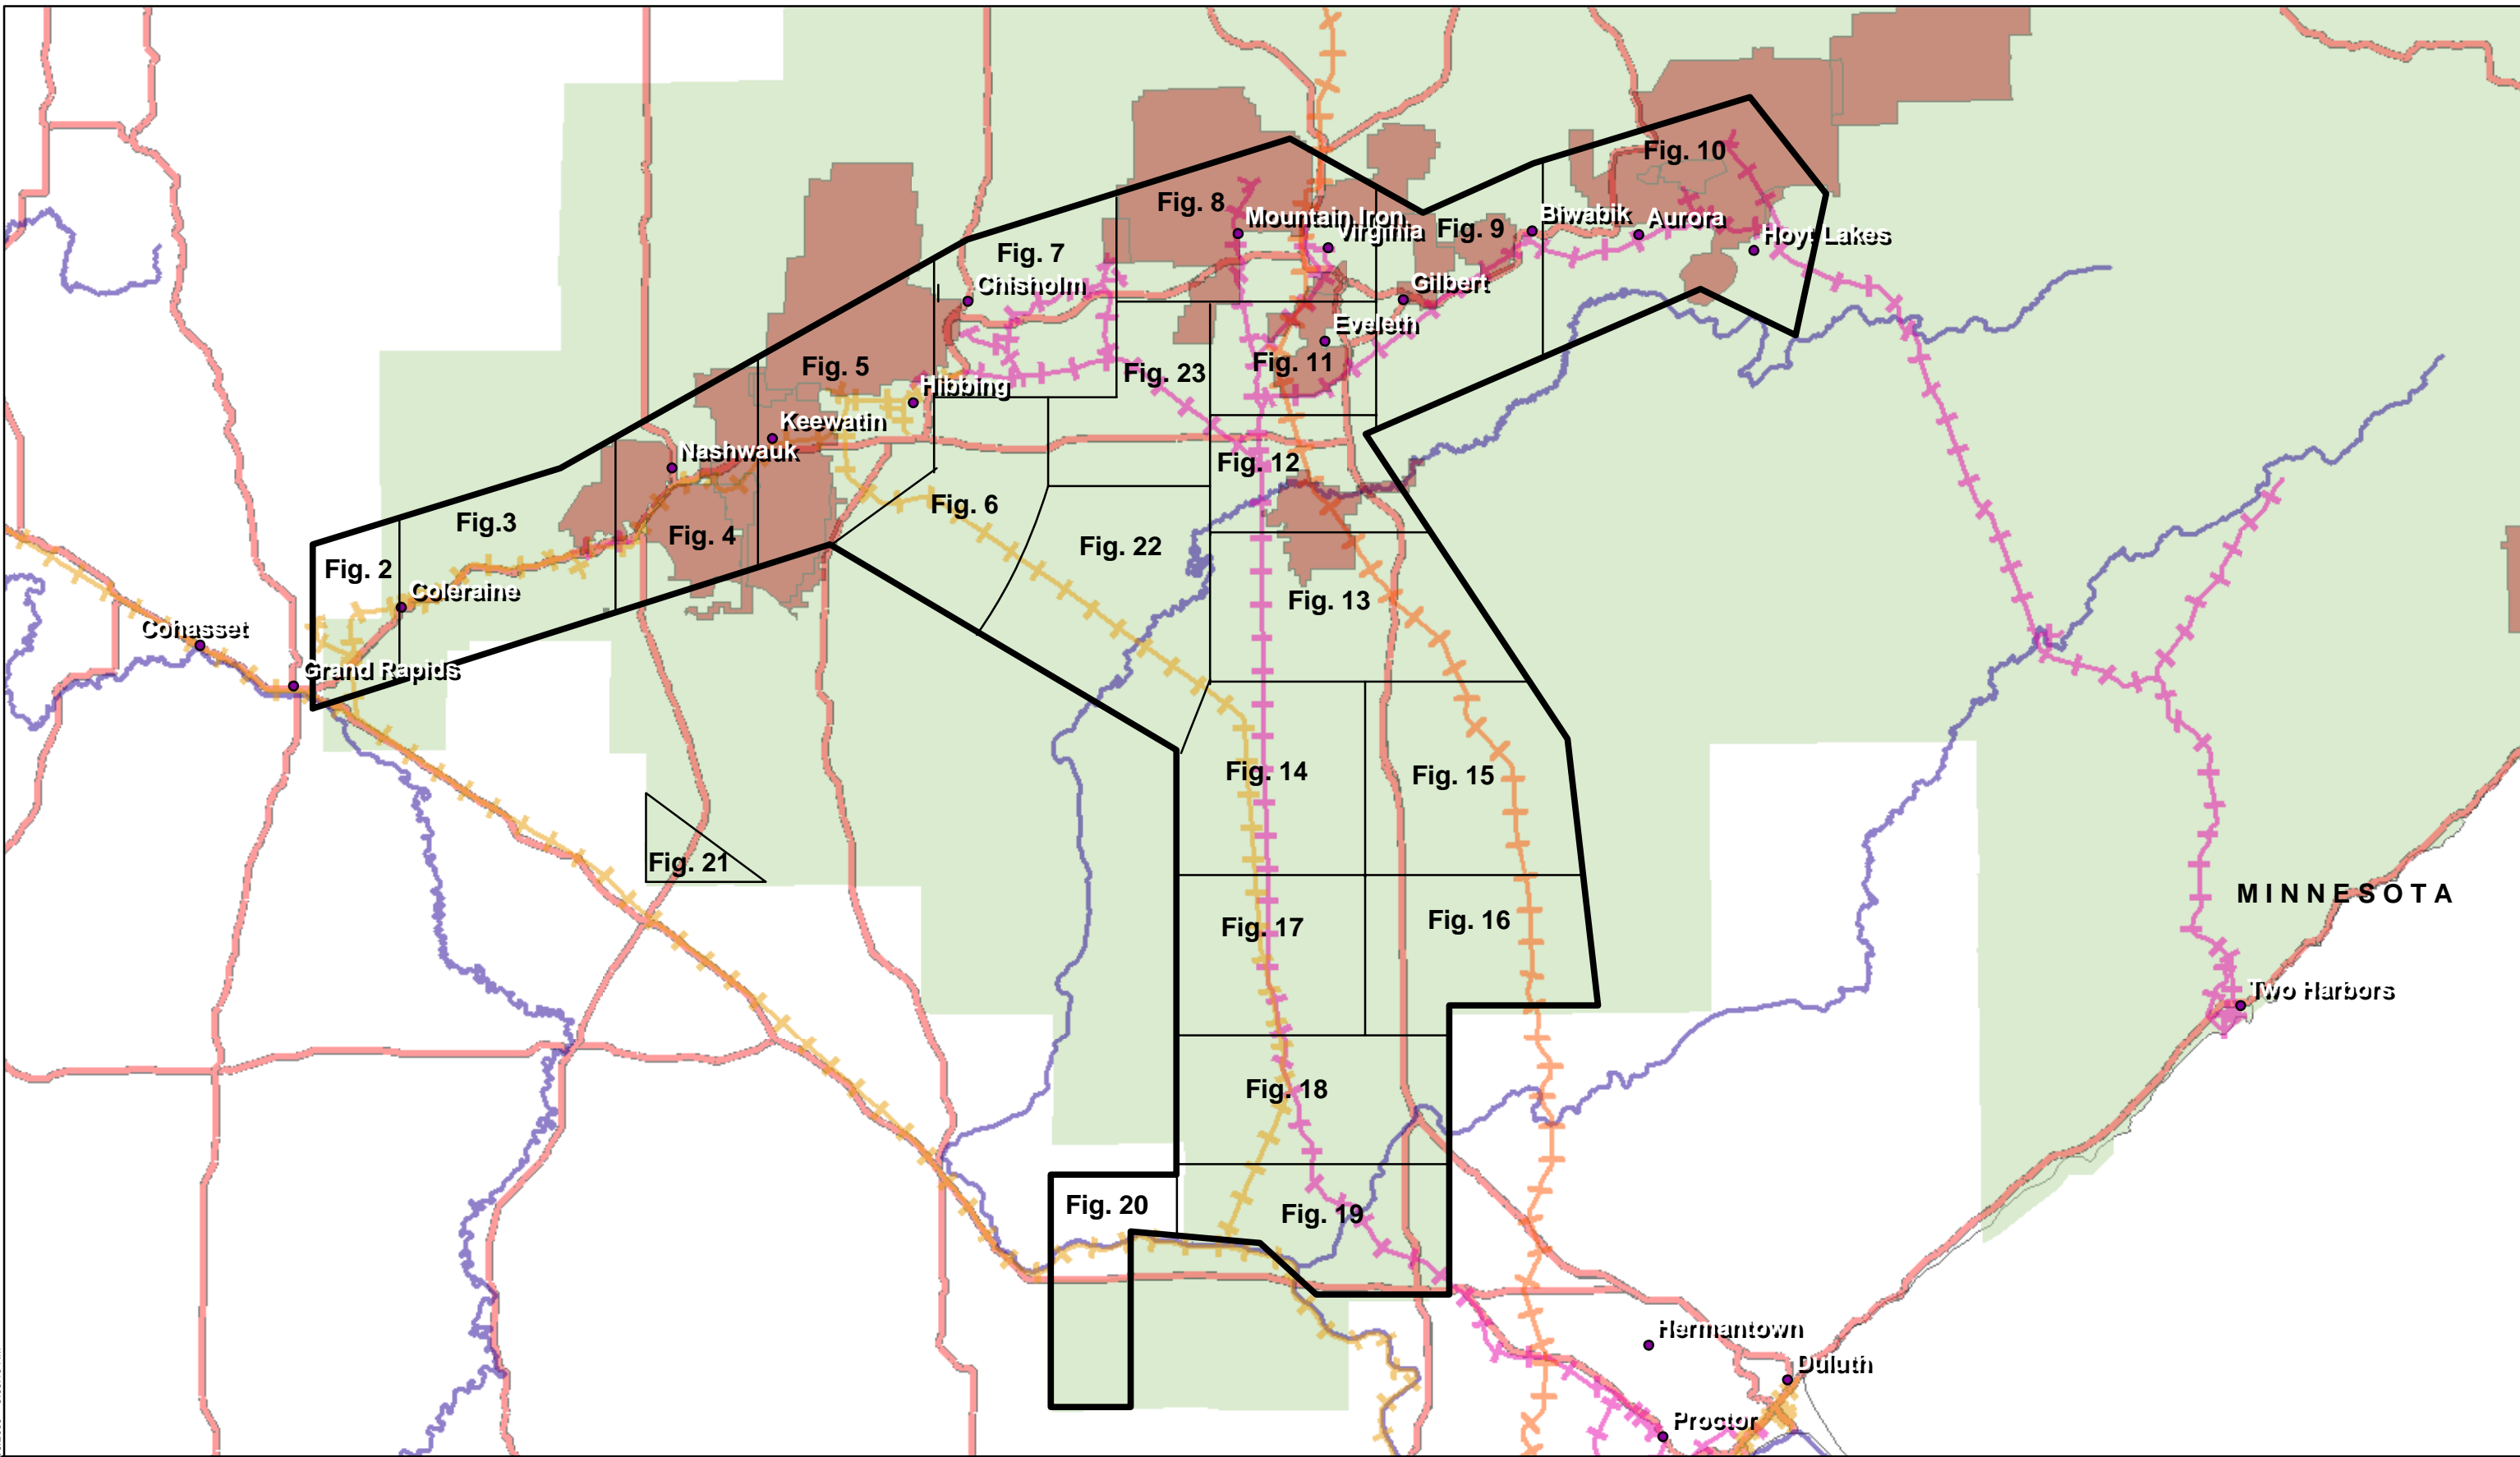 Fig. 10
Fig. 8
Mountain Iron
Virginia
Fig. 9
Biwabik
Aurora
Hoyt Lakes
Fig. 7
Chisholm
Gilbert
Eveleth
Fig. 5
Fig. 23
Fig. 11
Hibbing
Keewatin
Nashwauk
Fig. 12
Fig. 6
Fig.3
Fig. 4
Fig. 22
Fig. 2
Coleraine
Fig. 13
Cohasset
Grand Rapids
Fig. 14
Fig. 15
Fig. 21
MINNESOTA
Fig. 17
Fig. 16
Two Harbors
Fig. 18
Fig. 20
Fig. 19
Hermantown
Duluth
Proctor